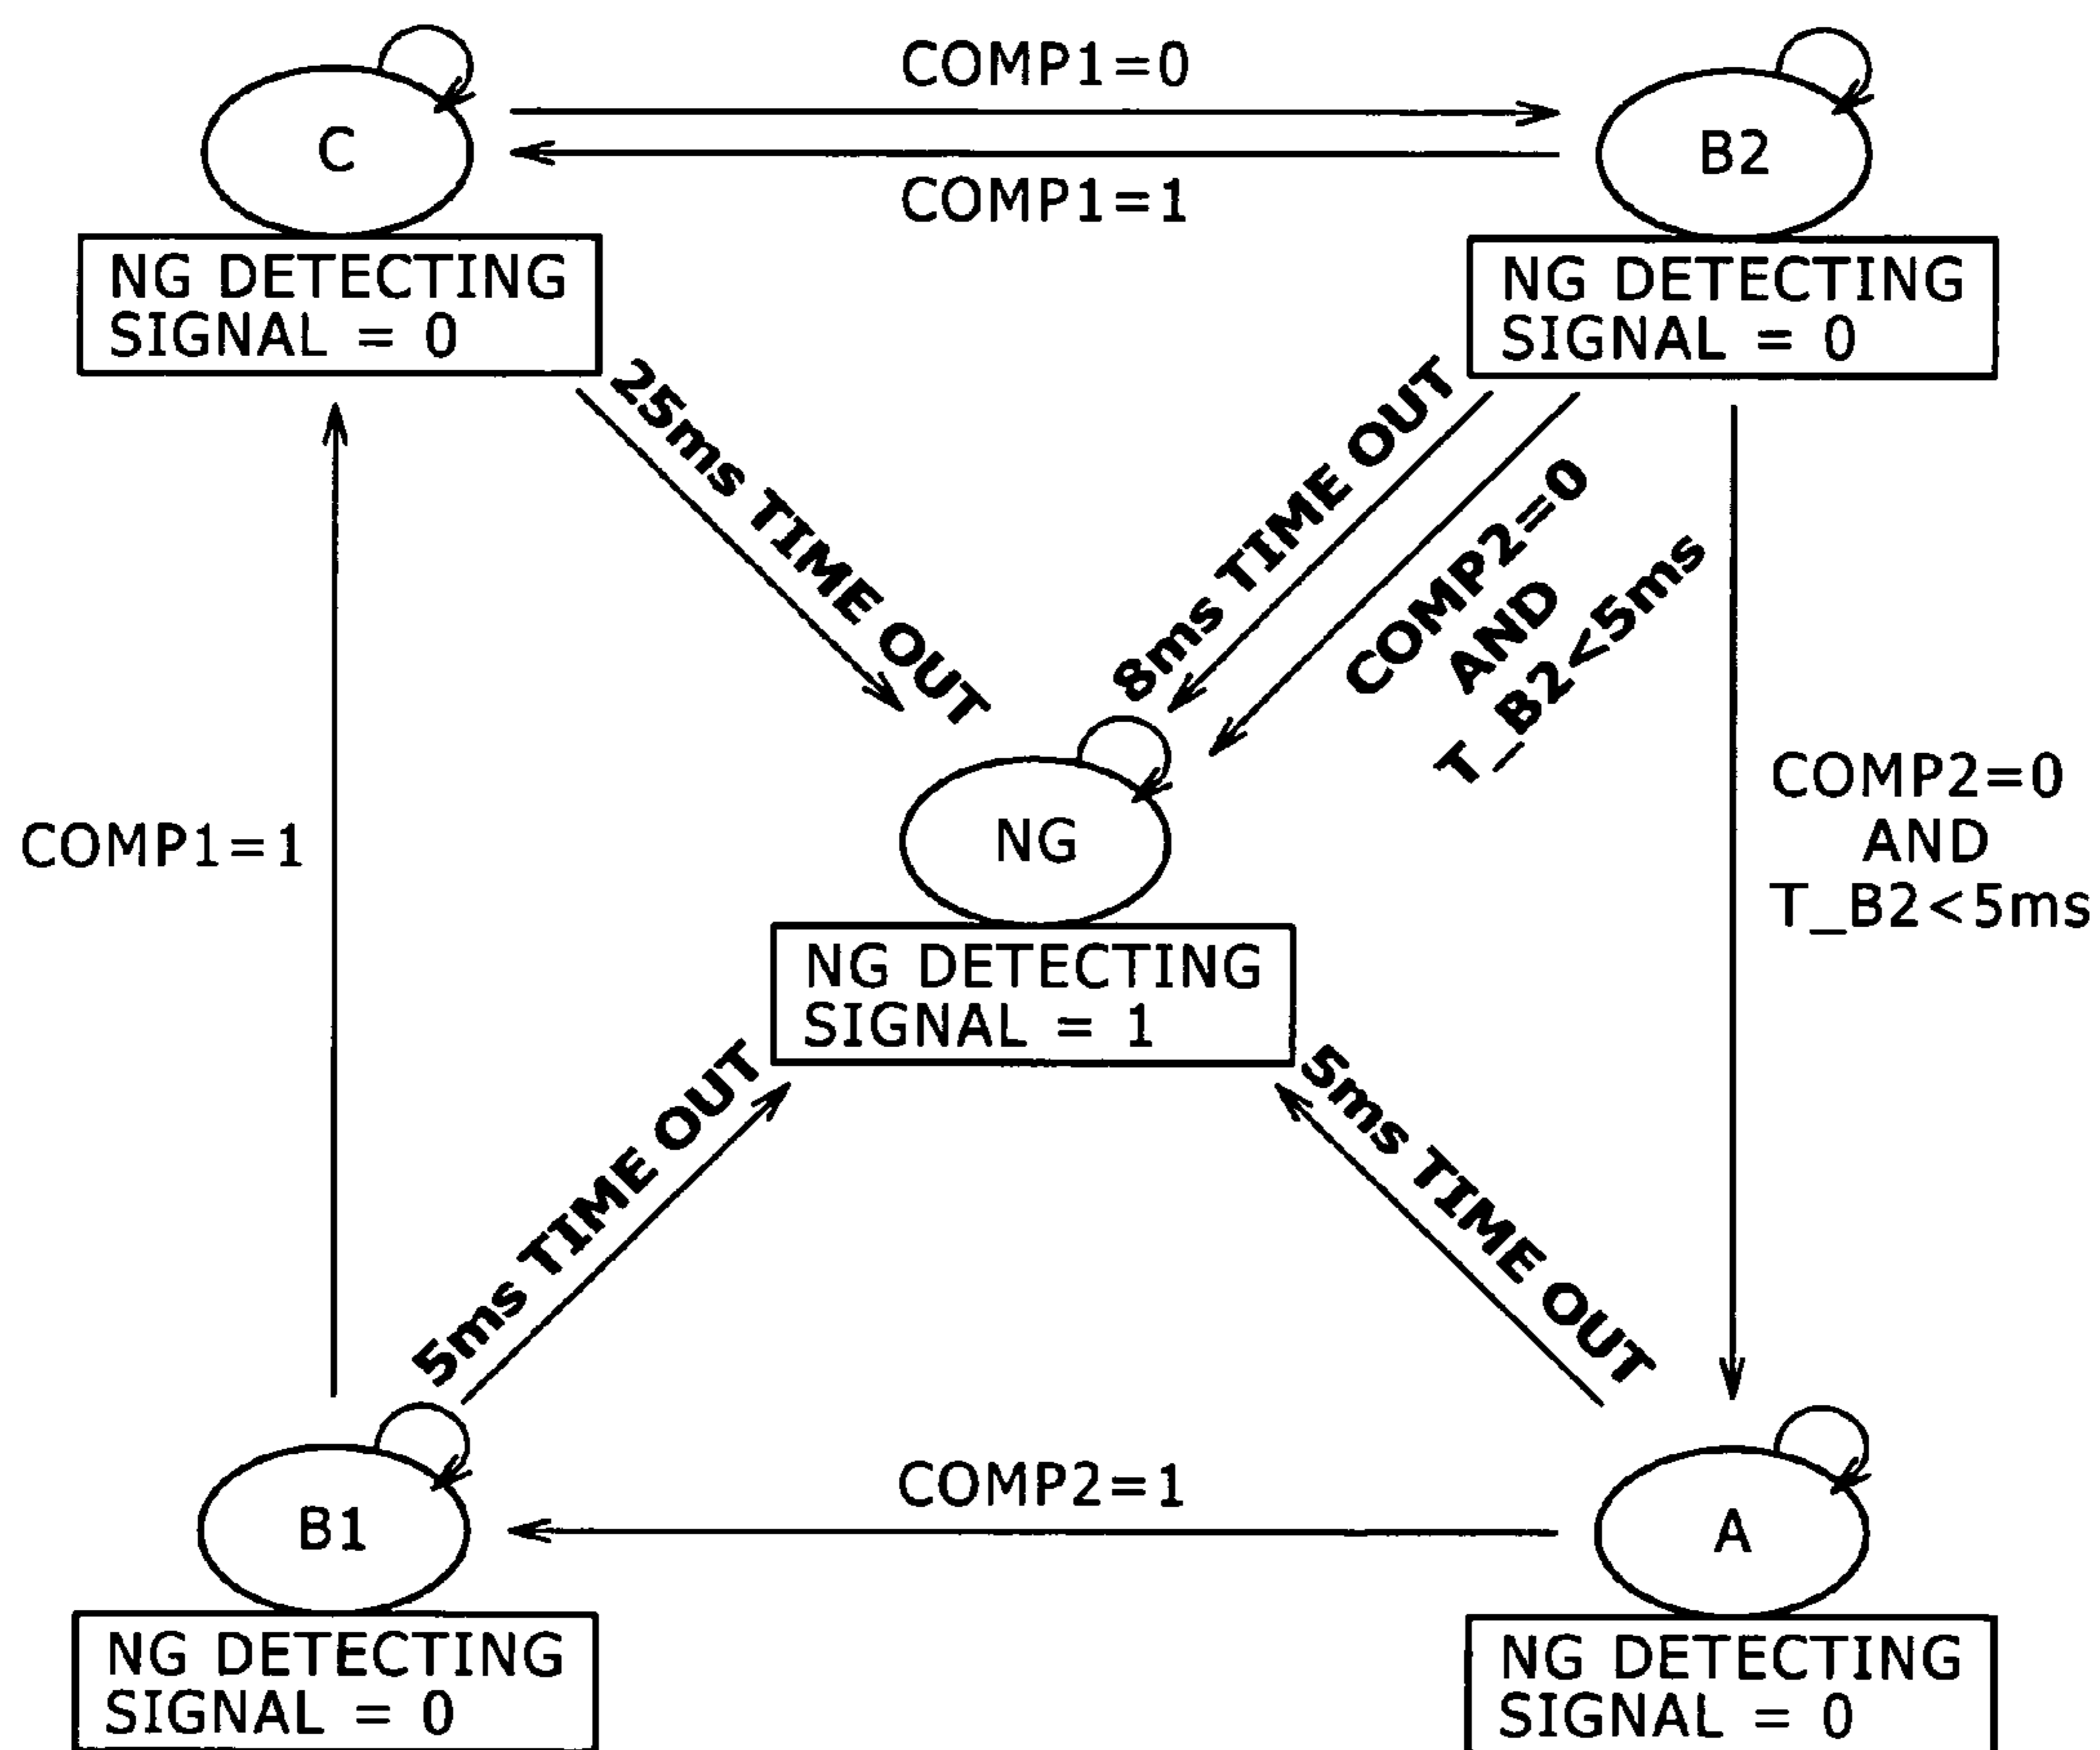 COMP1=0
C
B2
COMP1=1
NG DETECTING
SIGNAL = 0
NG DETECTING
SIGNAL = 0
25ms TIME OUT
8ms TIME OUT
COMP2=0
AND
T_B2<5ms
COMP2=0
AND
T_B2<5ms
COMP1=1
NG
NG DETECTING
SIGNAL = 1
5ms TIME OUT
5ms TIME OUT
COMP2=1
B1
A
NG DETECTING
SIGNAL = 0
NG DETECTING
SIGNAL = 0